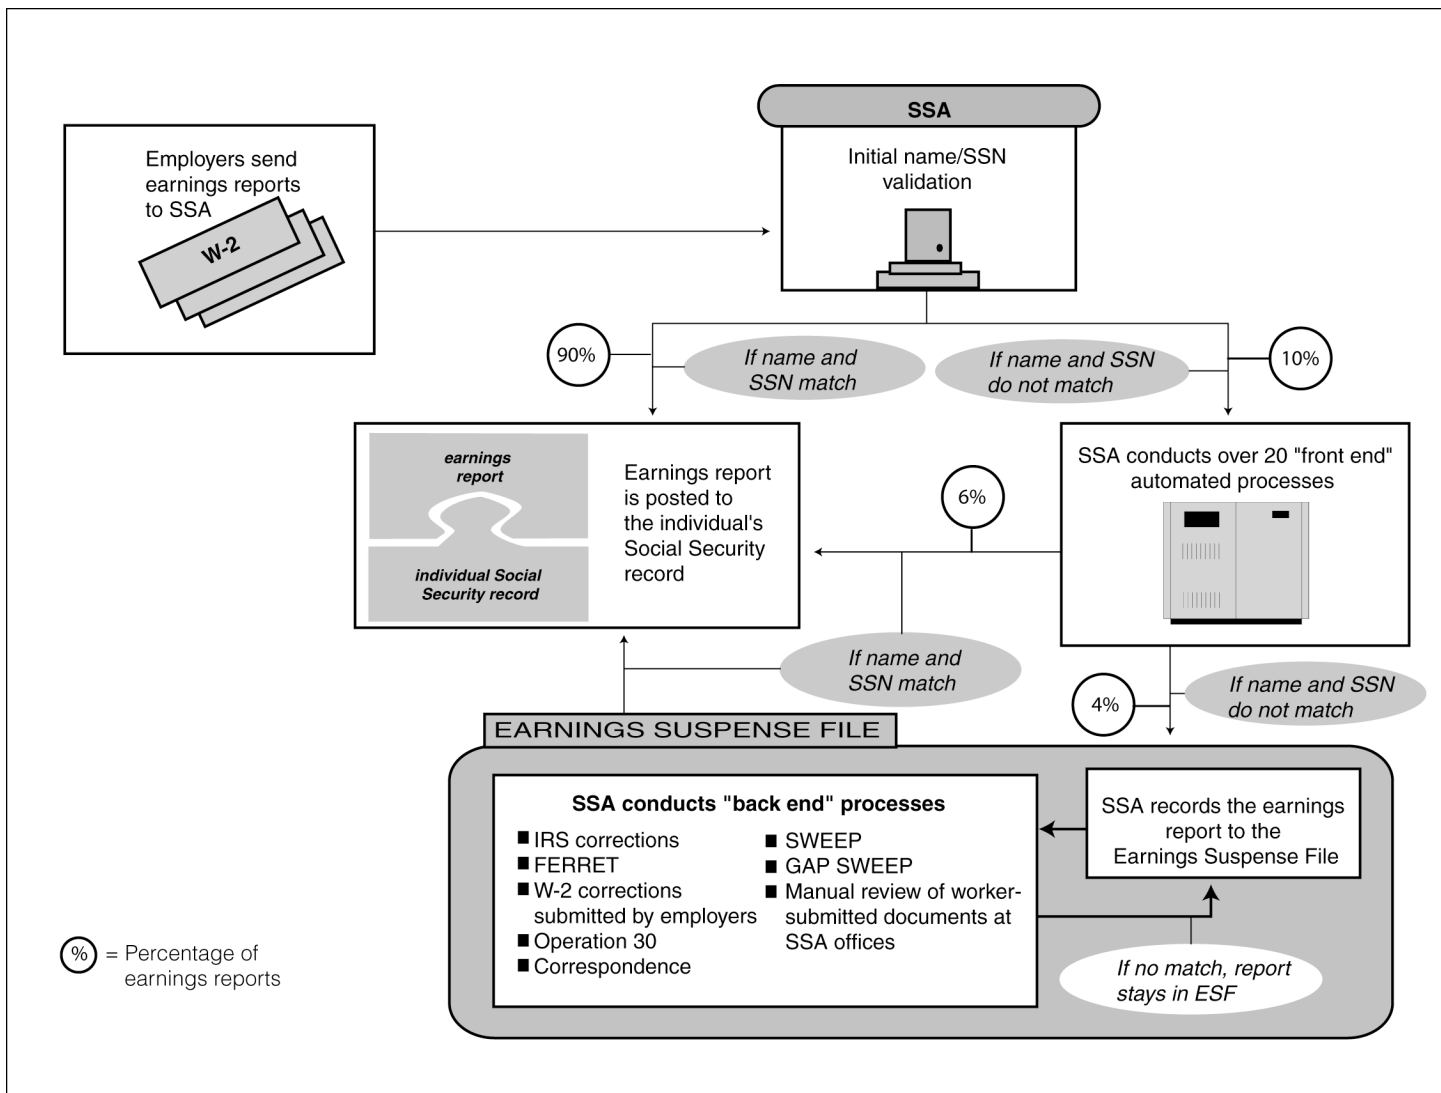 Employers send
earnings reports
to SSA
W-2
SSA
Initial name/SSN
validation
90%
If name and
SSN match
If name and SSN
do not match
10%
earnings
report
individual Social
Security record
Earnings report
is posted to
the individual's
Social Security
record
6%
SSA conducts over 20 "front end"
automated processes
If name and
SSN match
4%
If name and SSN
do not match
EARNINGS SUSPENSE FILE
SSA conducts "back end" processes
IRS corrections
FERRET
W-2 corrections
submitted by employers
Operation 30
Correspondence
SWEEP
GAP SWEEP
Manual review of worker-
submitted documents at
SSA offices
SSA records the earnings
report to the
Earnings Suspense File
If no match, report
stays in ESF
% = Percentage of
earnings reports